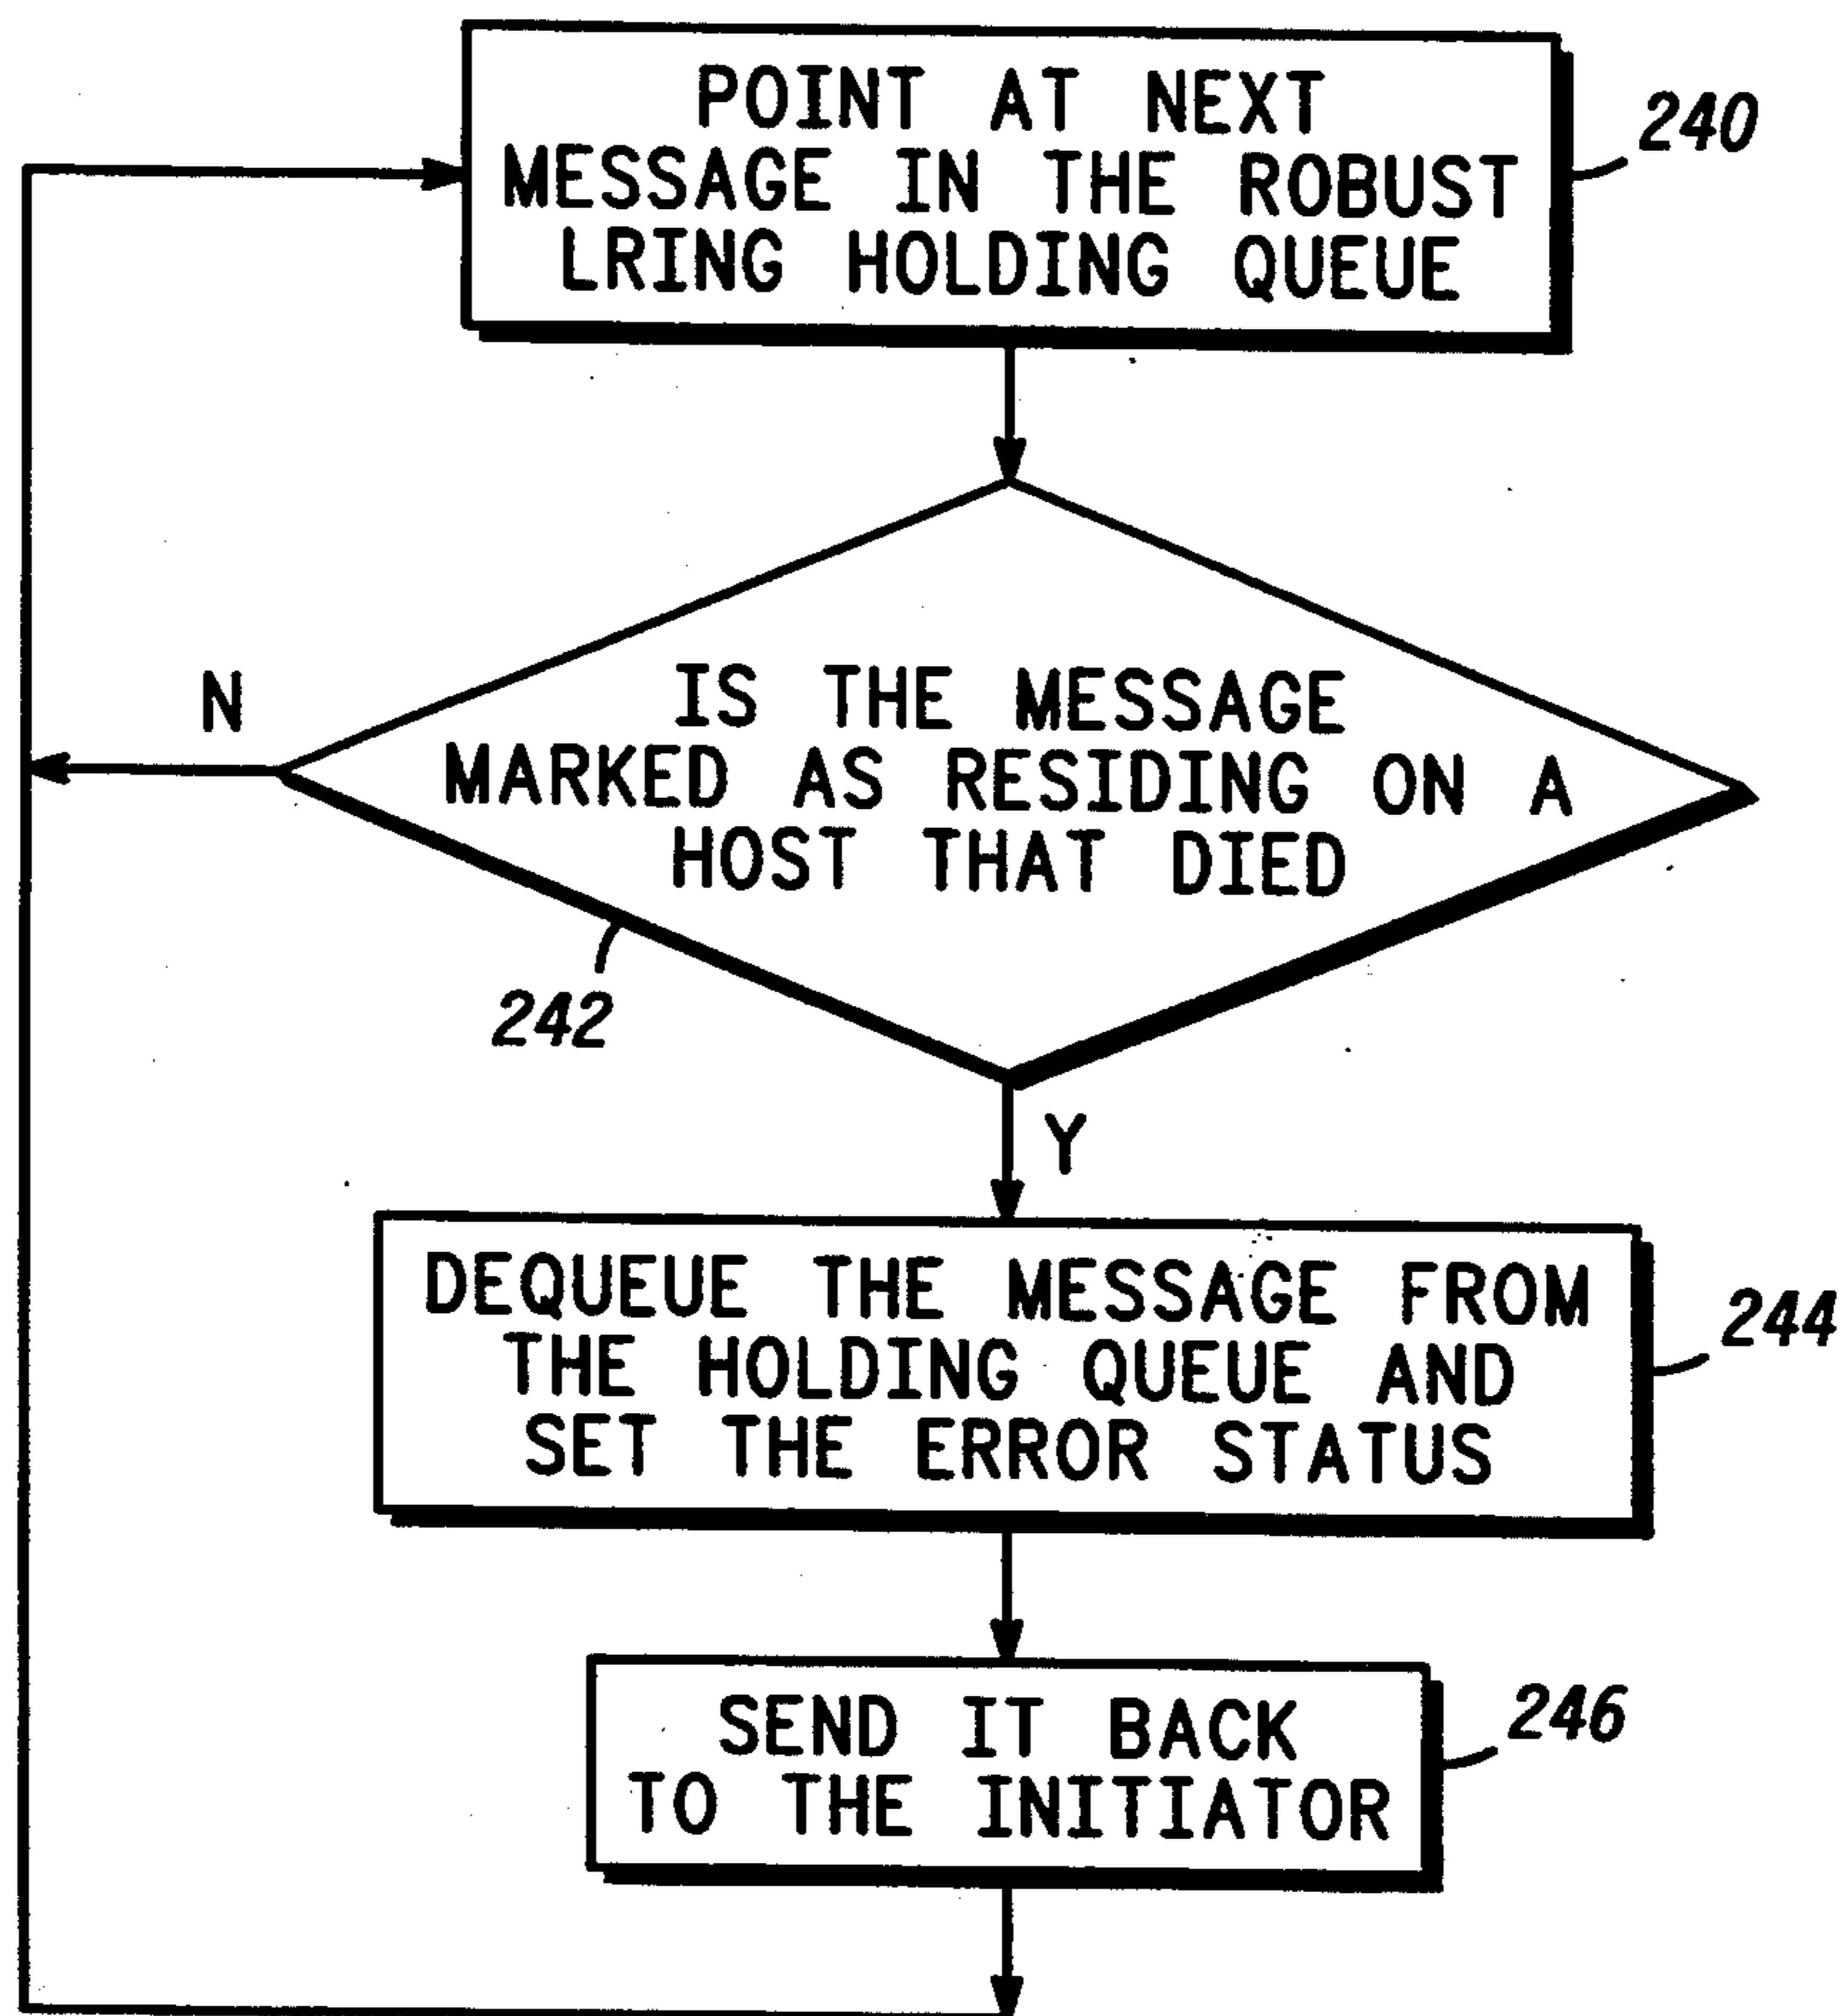 POINT AT NEXT
MESSAGE IN THE ROBUST
LRING HOLDING QUEUE
240
IS THE MESSAGE
MARKED AS RESIDING ON A
HOST THAT DIED
N
242
Y
DEQUEUE THE MESSAGE FROM
THE HOLDING QUEUE AND
SET THE ERROR STATUS
244
SEND IT BACK
TO THE INITIATOR
246